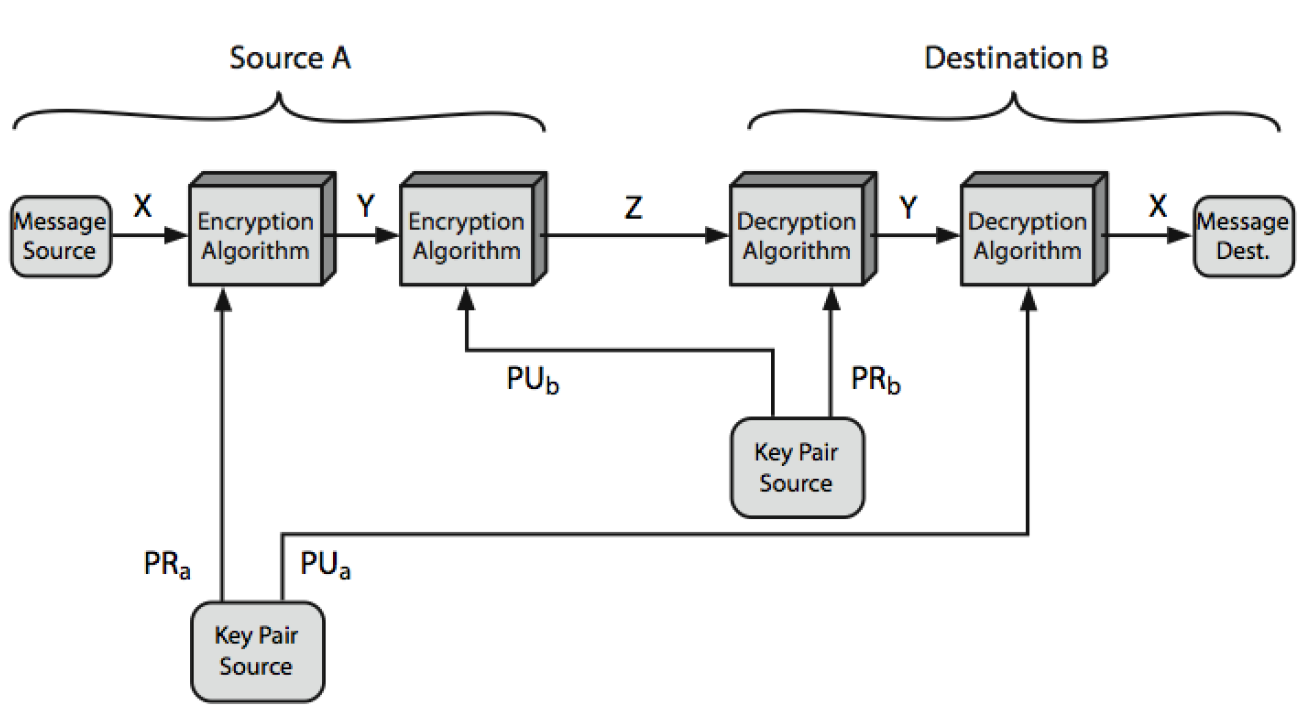 Source A
Destination B
Message
Source
X
Encryption
Algorithm
Y
Encryption
Algorithm
Z
Decryption
Algorithm
Y
Decryption
Algorithm
X
Message
Dest.
PUb
PRb
Key Pair
Source
PRa
PUa
Key Pair
Source